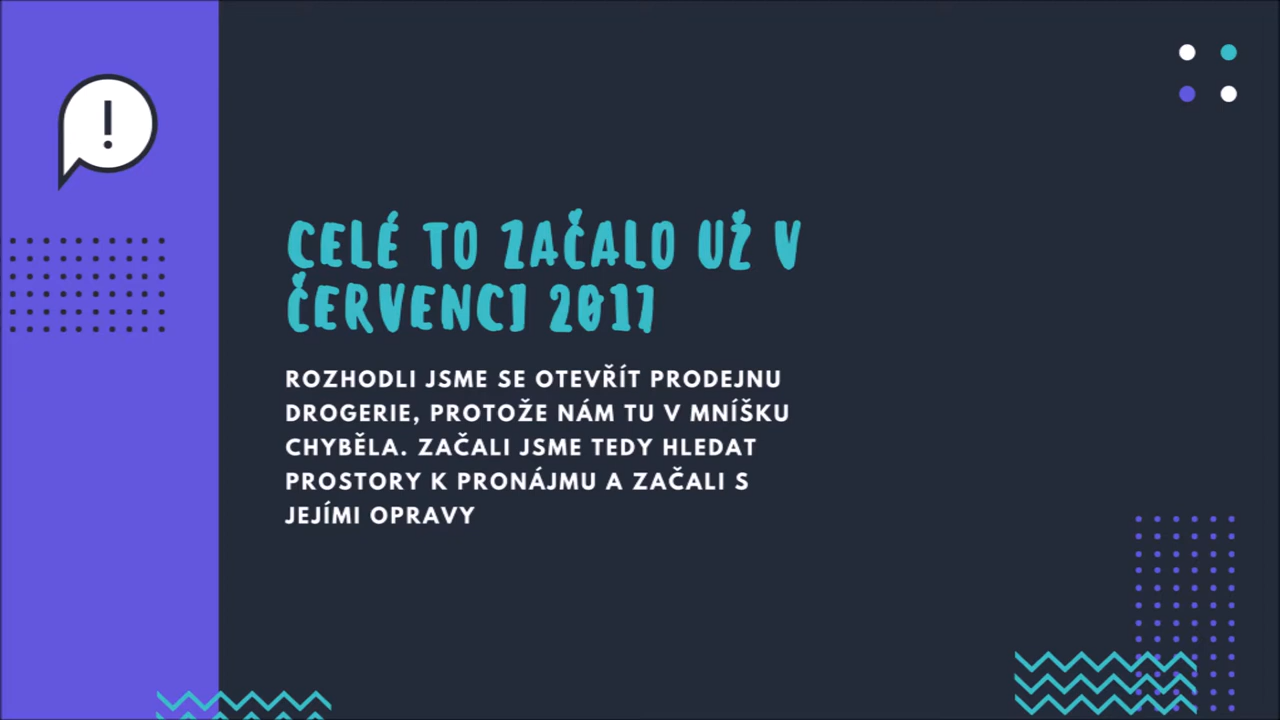 CELÉ TO ZAČALO UŽ V
ČERVENCI 2017
ROZHODLI JSME SE OTEVŘÍT PRODEJNU
DROGERIE, PROTOŽE NÁM TU V MNÍŠKU
CHYBĚLA. ZAČALI JSME TEDY HLEDAT
PROSTORY K PRONÁJMU A ZAČALI S
JEJÍMI OPRAVY